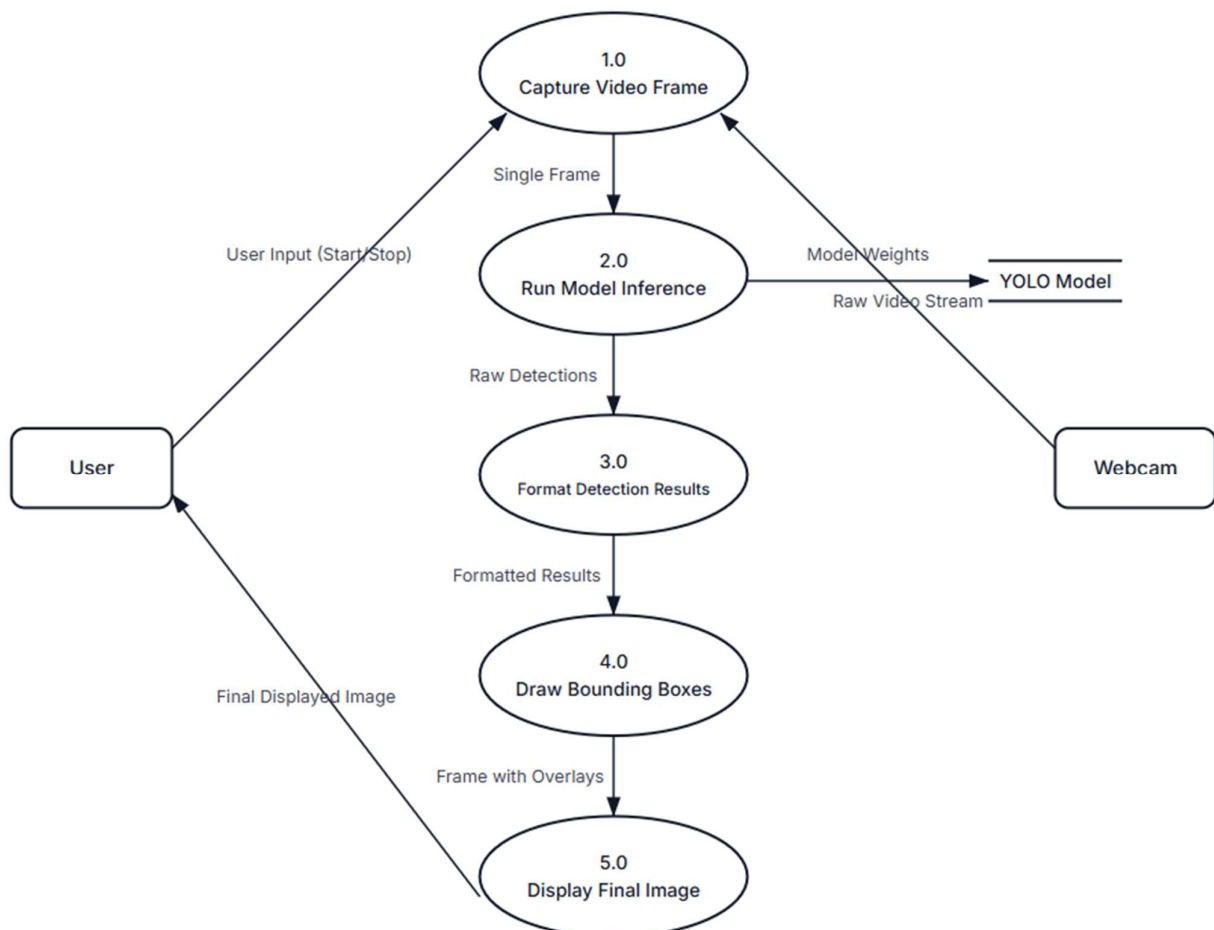 1.0
Capture Video Frame
Single Frame
User Input (Start/Stop)
Model Weights
2.0
Run Model Inference
YOLO Model
Raw Video Stream
Raw Detections
User
3.0
Format Detection Results
Webcam
Formatted Results
4.0
Draw Bounding Boxes
Final Displayed Image
Frame with Overlays
5.0
Display Final Image